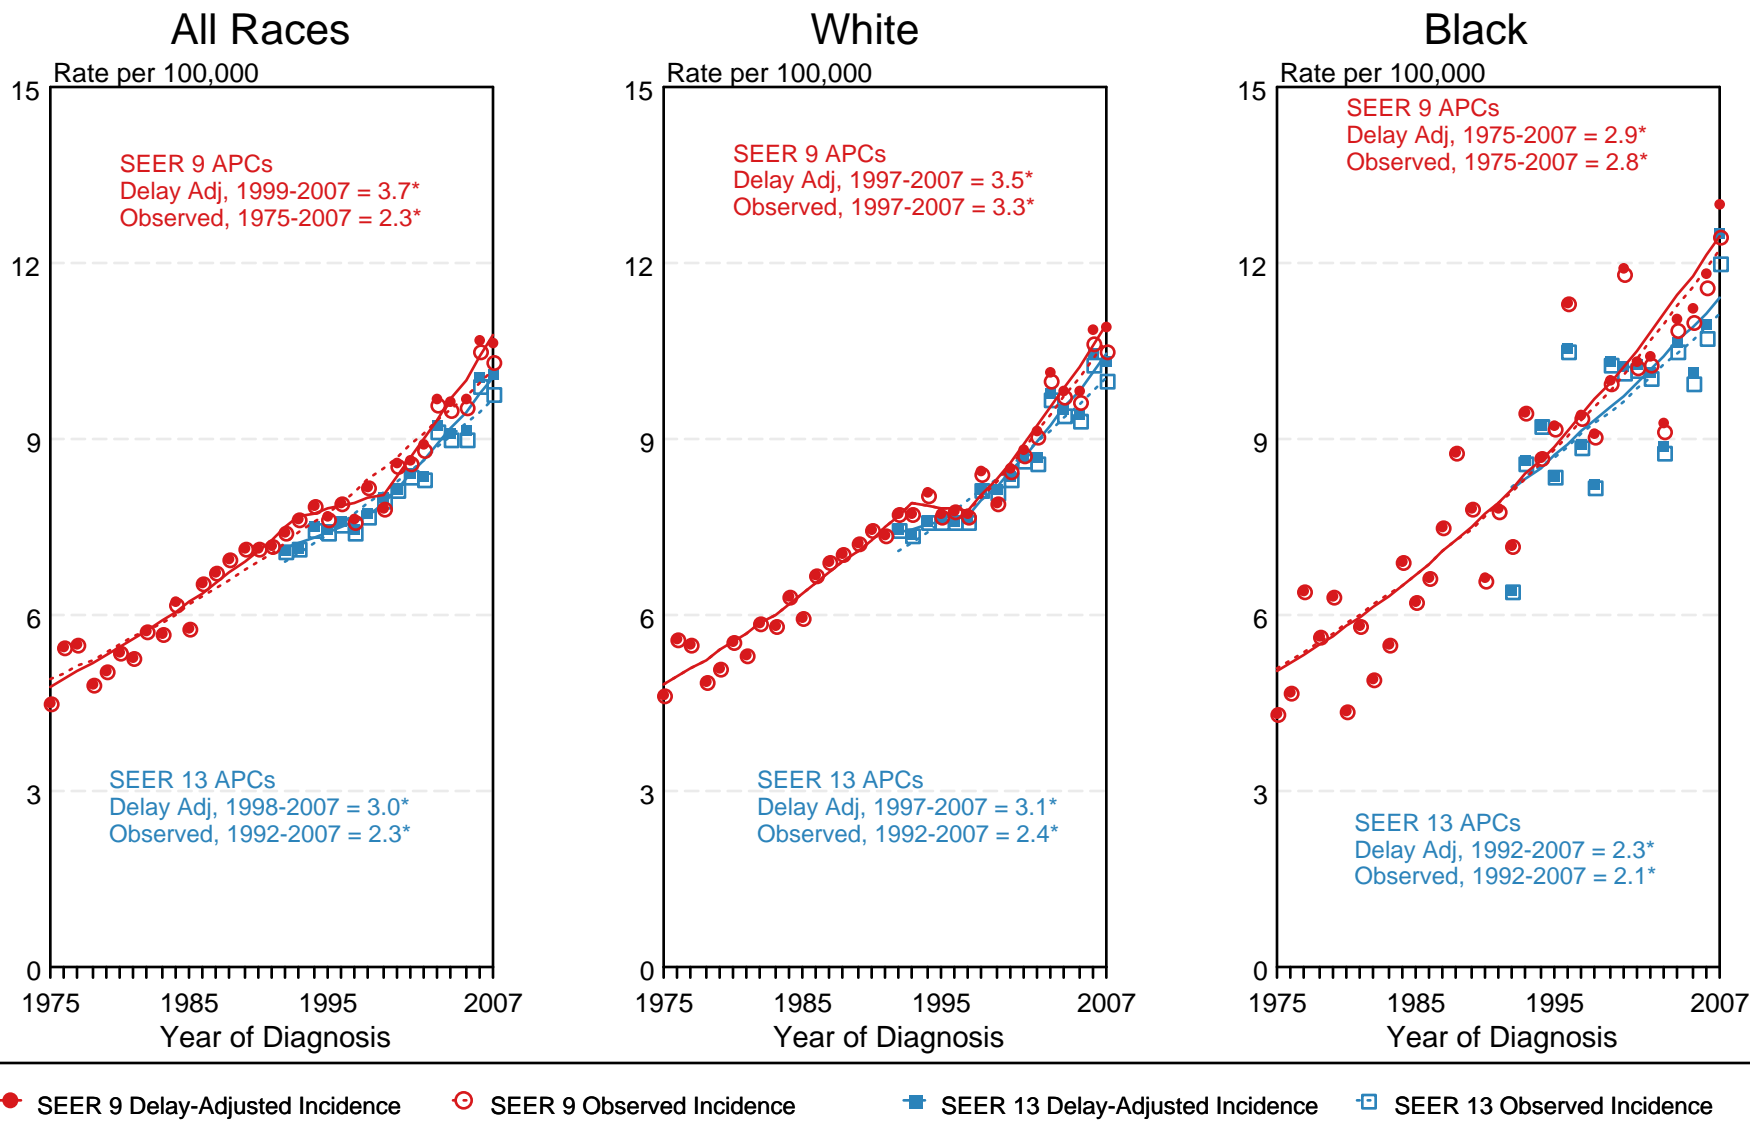 All Races
Rate per 100,000
15
12
9
6
3
0
SEER 9 APCs
Delay Adj, 1999-2007 = 3.7*
Observed, 1975-2007 = 2.3*
SEER 13 APCs
Delay Adj, 1998-2007 = 3.0*
Observed, 1992-2007 = 2.3*
1975 1985 1995 2007
Year of Diagnosis
White
Rate per 100,000
15
12
9
6
3
0
SEER 9 APCs
Delay Adj, 1997-2007 = 3.5*
Observed, 1997-2007 = 3.3*
SEER 13 APCs
Delay Adj, 1997-2007 = 3.1*
Observed, 1992-2007 = 2.4*
1975 1985 1995 2007
Year of Diagnosis
Black
Rate per 100,000
15
12
9
6
3
0
SEER 9 APCs
Delay Adj, 1975-2007 = 2.9*
Observed, 1975-2007 = 2.8*
SEER 13 APCs
Delay Adj, 1992-2007 = 2.3*
Observed, 1992-2007 = 2.1*
1975 1985 1995 2007
Year of Diagnosis
SEER 9 Delay-Adjusted Incidence SEER 9 Observed Incidence SEER 13 Delay-Adjusted Incidence SEER 13 Observed Incidence